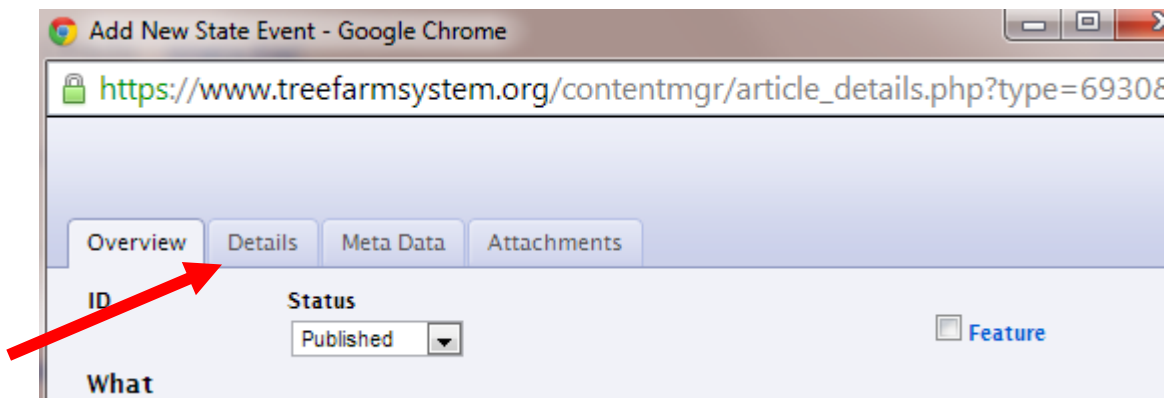 Add New State Event - Google Chrome
https://www.treefarmsystem.org/contentmgr/article_details.php?type=6930&
Overview Details Meta Data Attachments
ID Status
Published Feature
What